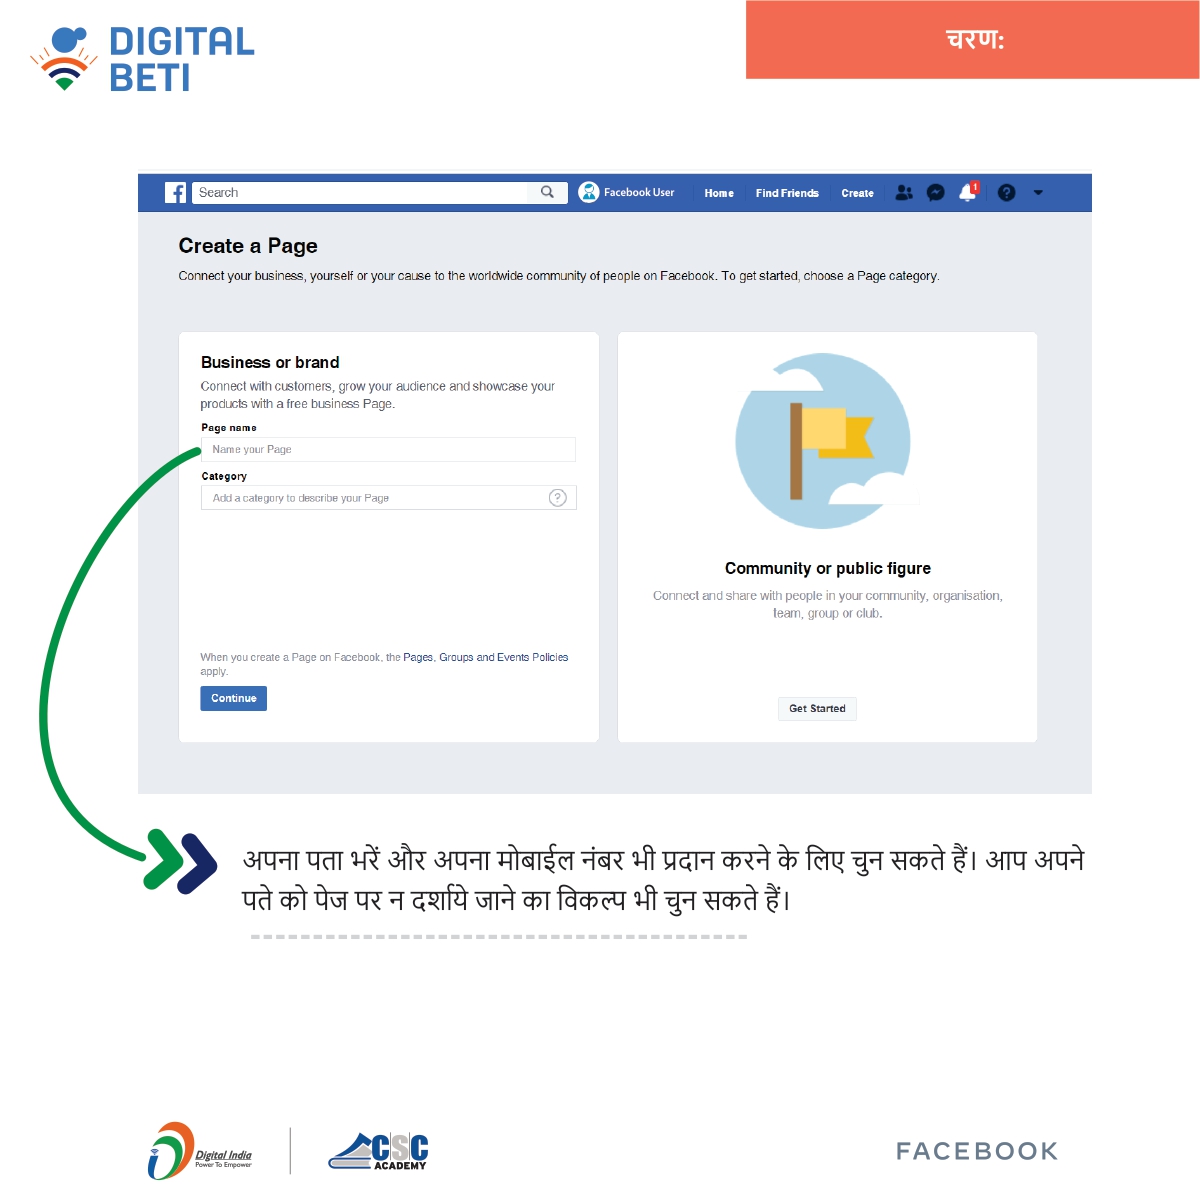 DIGITAL
BETI
चरण:
Search
Facebook User
Home
Find Friends
Create
1
?
Create a Page
Connect your business, yourself or your cause to the worldwide community of people on Facebook. To get started, choose a Page category.
Business or brand
Connect with customers, grow your audience and showcase your
products with a free business Page.
Page name
Name your Page
Category
Add a category to describe your Page
?
When you create a Page on Facebook, the Pages, Groups and Events Policies
apply.
Continue
Community or public figure
Connect and share with people in your community, organisation,
team, group or club.
Get Started
अपना पता भरें और अपना मोबाईल नंबर भी प्रदान करने के लिए चुन सकते हैं। आप अपने
पते को पेज पर न दर्शाये जाने का विकल्प भी चुन सकते हैं।
Digital India
Power To Empower
CSC
ACADEMY
FACEBOOK